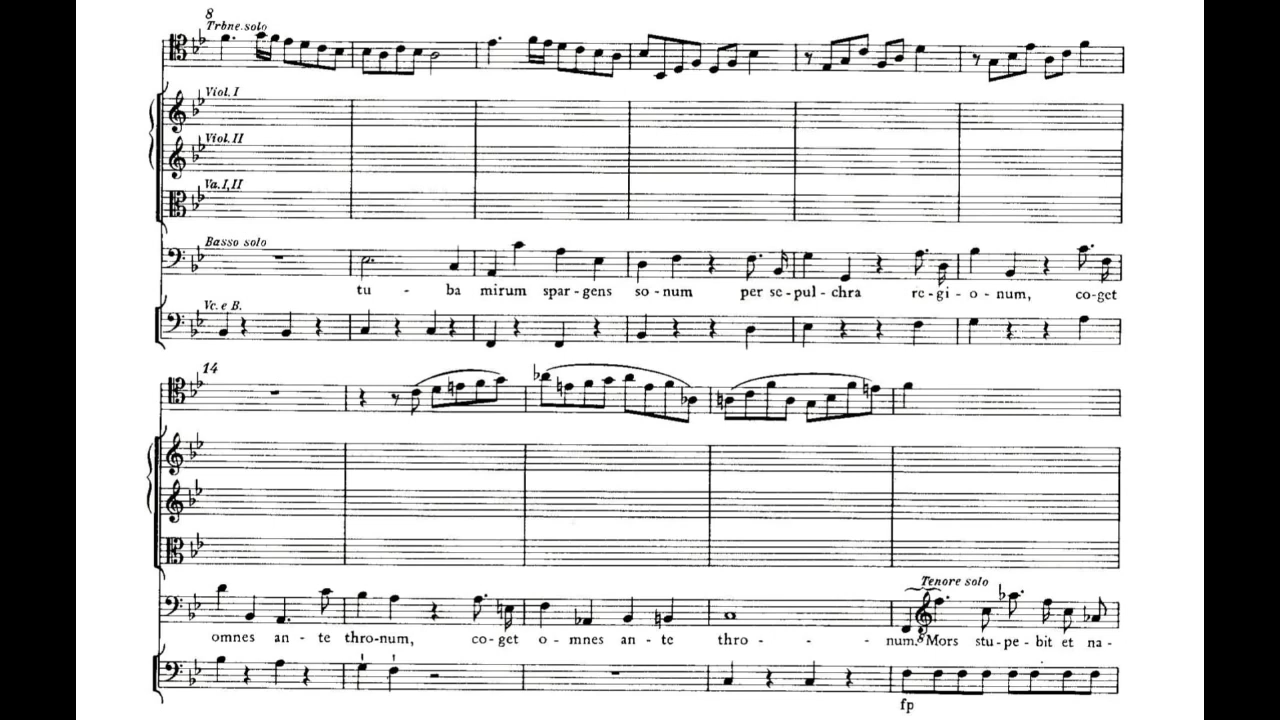 8
Trbne. solo
Viol. I
Viol. II
Va. I, II
Basso solo
tu - ba mirum spar-gens so-num per se-pul-chra re-gi-o-num, co-get
Vc. e B.
14
Tenore solo
omnes an-te thro-num, co-get o-mnes an-te thro - - num. Mors stu-pe-bit et na-
8
fp